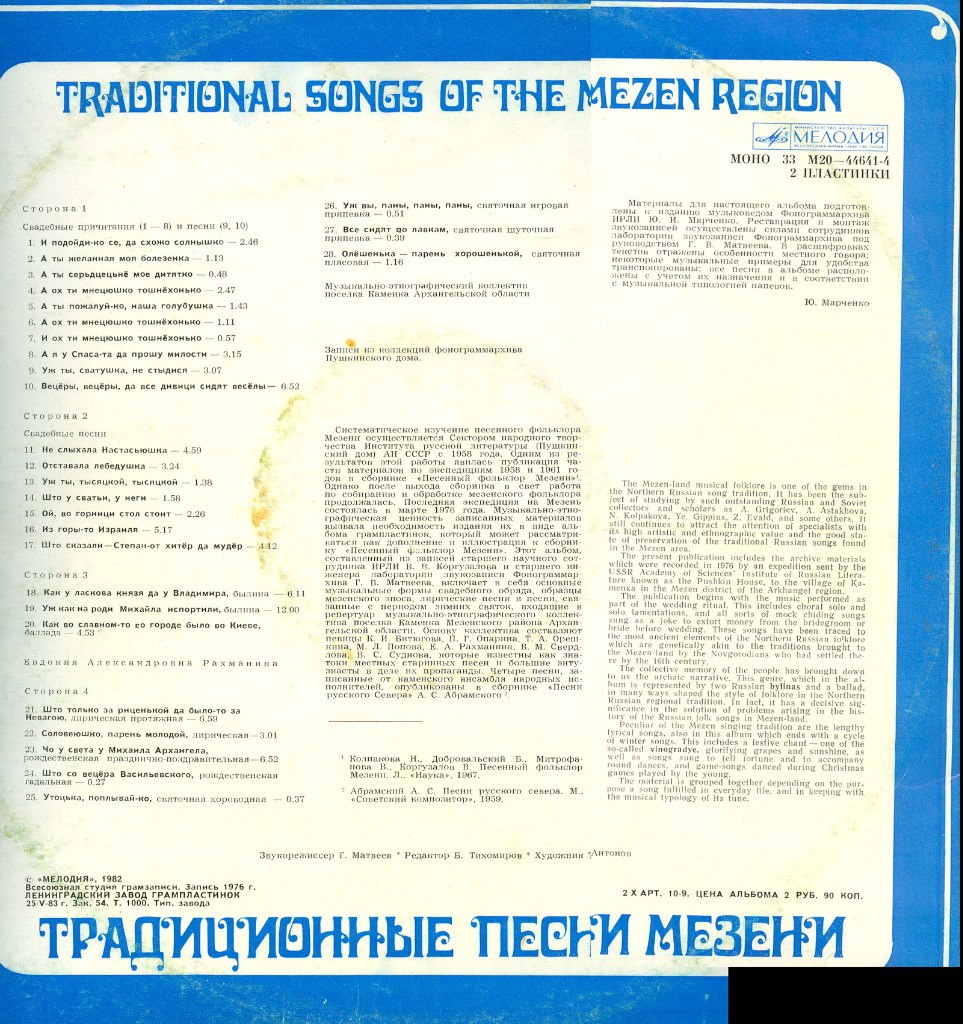 TRADITIONAL SONGS OF THE MEZEN REGION
МИНИСТЕРСТВО КУЛЬТУРЫ СССР
МЕЛОДИЯ
ВСЕСОЮЗНАЯ ФИРМА ГРАМПЛАСТИНОК
МОНО 33 М20—44641-4
2 ПЛАСТИНКИ
Сторона 1
Свадебные причитания (1 — 8) и песни (9, 10)
1. И подойди-ко се, да схожо солнышко — 2.46
2. А ты желанная моя болезенка — 1.13
3. А ты серьдецьнё мое дитятко — 0.48
4. А ох ти мнецюшко тошнёхонько — 2.47
5. А ты пожалуй-ко, наша голубушка — 1.43
6. А ох ти мнецюшко тошнёхонько — 1.11
7. И ох ти мнецюшко тошнёхонько — 0.57
8. А я у Спаса-та да прошу милости — 3.15
9. Уж ты, сватушка, не стыдися — 3.07
10. Вецёры, вецёры, да все дивици сидят весёлы — 6.52
Сторона 2
Свадебные песни
11. Не слыхала Настасьюшка — 4.59
12. Отставала лебедушка — 3.24
13. Уж ты, тысяцкой, тысяцкой — 1.38
14. Што у сватьи, у неги — 1.58
15. Ой, во горници стол стоит — 2.26
16. Из горы-то Израиля — 5.17
17. Што сказали — Степан-от хитёр да мудёр — 4.12
Сторона 3
18. Как у ласкова князя да у Владимира, былина — 6.11
19. Уж как на роди Михайла испортили, былина — 12.00
20. Как во славном-то во городе было во Киеве,
баллада — 4.53
Евдокия Александровна Рахманина
Сторона 4
21. Што только за риценькой да было-то за
Невагою, лирическая протяжная — 6.59
22. Соловеюшко, парень молодой, лирическая — 3.01
23. Чо у света у Михаила Архангела,
рождественская празднично-поздравительная — 6.52
24. Што со вецёра Васильевского, рождественская
гадальная — 0.27
25. Утоцька, поплывай-ко, святочная хороводная — 0.37
26. Уж вы, паны, паны, паны, святочная игровая
припевка — 0.51
27. Все сидят по лавкам, святочная шуточная
припевка — 0.39
28. Олёшенька — парень хорошенькой, святочная
плясовая — 1.16
Музыкально-этнографический коллектив
поселка Каменка Архангельской области
Записи из коллекций фонограммархива
Пушкинского дома.
Систематическое изучение песенного фольклора
Мезени осуществляется Сектором народного твор-
чества Института русской литературы (Пушкин-
ский дом) АН СССР с 1958 года. Одним из ре-
зультатов этой работы явилась публикация ча-
сти материалов по экспедициям 1958 и 1961 го-
дов в сборнике «Песенный фольклор Мезени»¹.
Однако после выхода сборника в свет работа
по собиранию и обработке мезенского фольклора
продолжалась. Последняя экспедиция на Мезень
состоялась в марте 1976 года. Музыкально-этно-
графическая ценность записанных материалов
вызвала необходимость издания их в виде аль-
бома грампластинок, который может рассматри-
ваться как дополнение и иллюстрация к сборни-
ку «Песенный фольклор Мезени». Этот альбом,
составленный из записей старшего научного сот-
рудника ИРЛИ В. В. Коргузалова и старшего ин-
женера лаборатории звукозаписи Фонограммар-
хива Г. В. Матвеева, включает в себя основные
музыкальные формы свадебного обряда, образцы
мезенского эпоса, лирические песни и песни, свя-
занные с периодом зимних святок, входящие в
репертуар музыкально-этнографического коллек-
тива поселка Каменка Мезенского района Архан-
гельской области. Основу коллектива составляют
певицы К. И. Битюгова, П. Г. Опарина, Т. А. Ореш-
кина, М. Л. Попова, Е. А. Рахманина, В. М. Сверд-
лова, В. С. Суднова, которые известны как зна-
токи местных старинных песен и большие энту-
зиасты в деле их пропаганды. Четыре песни, за-
писанные от каменского ансамбля народных ис-
полнителей, опубликованы в сборнике «Песни
русского Севера» А. С. Абрамского².
¹ Колпакова Н., Добровальский Б., Митрофа-
нова В., Коргузалов В. Песенный фольклор
Мезени. Л., «Наука», 1967.
² Абрамский А. С. Песни русского севера. М.,
«Советский композитор», 1959.
Материалы для настоящего альбома подготов-
лены к изданию музыковедом Фонограммархива
ИРЛИ Ю. И. Марченко. Реставрация и монтаж
звукозаписей осуществлены силами сотрудников
лаборатории звукозаписи Фонограммархива под
руководством Г. В. Матвеева. В расшифровках
текстов отражены особенности местного говора;
некоторые музыкальные примеры для удобства
транспонированы; все песни в альбоме располо-
жены с учетом их назначения и в соответствии
с музыкальной типологией напевов.
Ю. Марченко
The of the Mezen-land musical folklore is one of the gems in
the Northern Russian song tradition. It has been the sub-
ject of studying by such outstanding Russian and Soviet
collectors and scholars as A. Grigoriev, A. Astakhova,
N. Kolpakova, Ye. Gippius, Z. Evald, and some others. It
still continues to attract the attention of specialists with
its high artistic and ethnographic value and the good sta-
te of preservation of the traditional Russian songs found
in the Mezen area.
The present publication includes the archive materials
which were recorded in 1976 by an expedition sent by the
USSR Academy of Sciences' Institute of Russian Litera-
ture known as the Pushkin House, to the village of Ka-
menka in the Mezen district of the Arkhangel region.
The publication begins with the music performed as
part of the wedding ritual. This includes choral solo and
solo lamentations, and all sorts of mock chiding songs
sung as a joke to extort money from the bridegroom or
bride before wedding. These songs have been traced to
the most ancient elements of the Northern Russian folklore
which are genetically akin to the traditions brought to
the Mezen-land by the Novgorodians who had settled the-
re by the 16th century.
The collective memory of the people has brought down
to us the archaic narrative. This genre, which in the al-
bum is represented by two Russian bylinas and a ballad,
in many ways shaped the style of folklore in the Northern
Russian regional tradition. In fact, it has a decisive sig-
nificance in the solution of problems arising in the his-
tory of the Russian folk songs in Mezen-land.
Peculiar of the Mezen singing tradition are the lengthy
lyrical songs, also in this album which ends with a cycle
of winter songs. This includes a festive chant — one of the
so-called vinogradye, glorifying grapes and sunshine, as
well as songs sung to tell fortune and to accompany
round dances, and game-songs danced during Christmas
games played by the young.
The material is grouped together depending on the pur-
pose a song fulfilled in everyday life, and in keeping with
the musical typology of its tune.
Звукорежиссер Г. Матвеев * Редактор Б. Тихомиров * Художник Антонов
© «МЕЛОДИЯ», 1982
Всесоюзная студия грамзаписи. Запись 1976 г.
ЛЕНИНГРАДСКИЙ ЗАВОД ГРАМПЛАСТИНОК
25 V-83 г. Зак. 54. Т. 1000. Тип. завода
2 Х АРТ. 10-9. ЦЕНА АЛЬБОМА 2 РУБ. 90 КОП.
ТРАДИЦИОННЫЕ ПЕСНИ МЕЗЕНИ